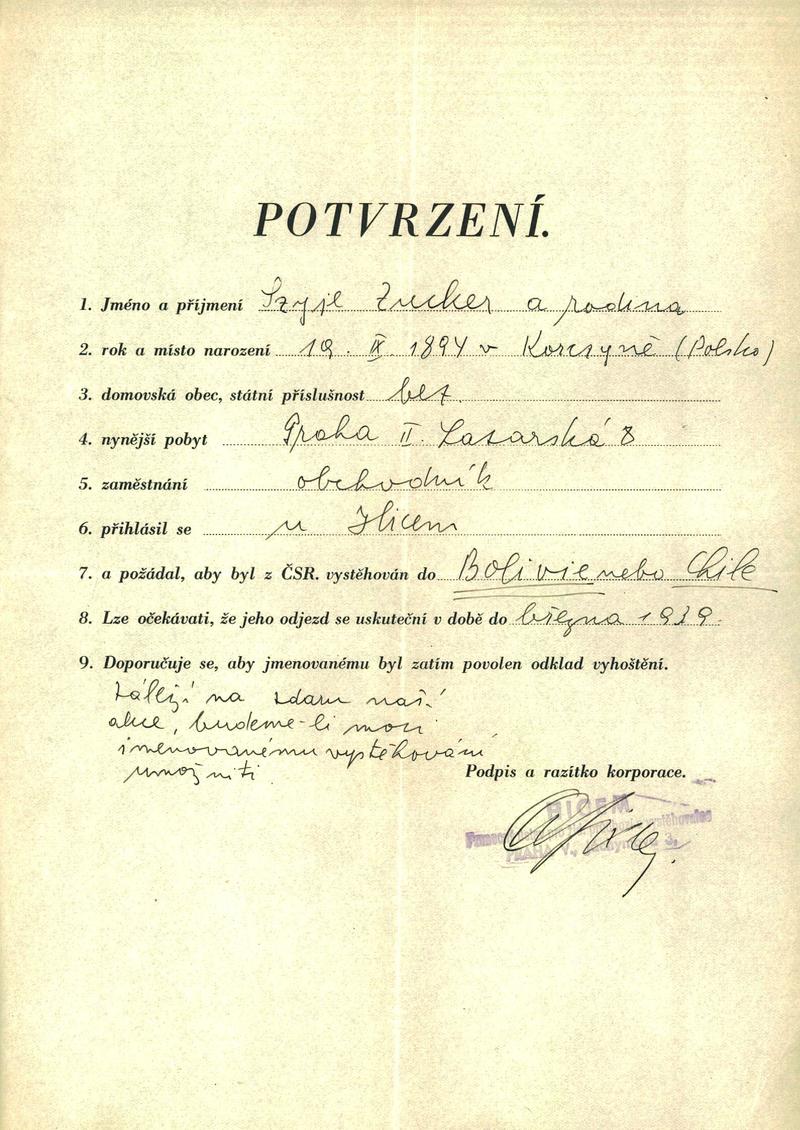 POTVRZENÍ.
1. Jméno a příjmení Szyje Zucker a rodina
2. rok a místo narození 19. IX 1894 v Korczyně (Polsko)
3. domovská obec, státní příslušnost bez.
4. nynější pobyt Praha II. Lazarská 8
5. zaměstnání obchodník
6. přihlásil se u Hicem
7. a požádal, aby byl z ČSR. vystěhován do Bolivie nebo Chile
8. Lze očekávati, že jeho odjezd se uskuteční v době do března 1939.
9. Doporučuje se, aby jmenovanému byl zatím povolen odklad vyhoštění.
záleží na zdaru naší
akce, budeme-li moci
jmenovanému vystěhování
umožniti.
Podpis a razítko korporace.
HICEM
PRAHA V.,